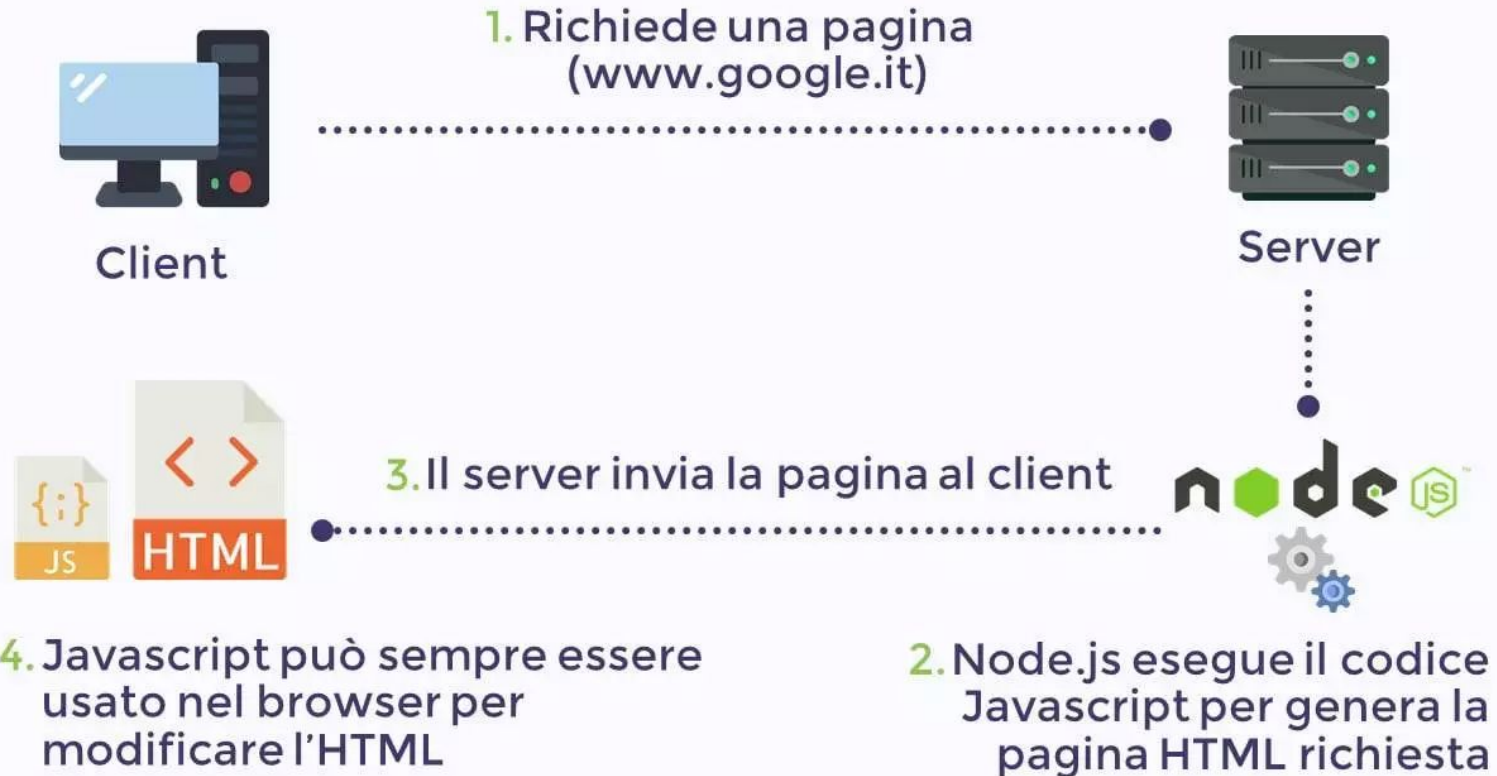 1. Richiede una pagina
(www.google.it)
Client
Server
{;}
JS
< >
HTML
3. Il server invia la pagina al client
node JS
™
4. Javascript può sempre essere
usato nel browser per
modificare l'HTML
2. Node.js esegue il codice
Javascript per genera la
pagina HTML richiesta